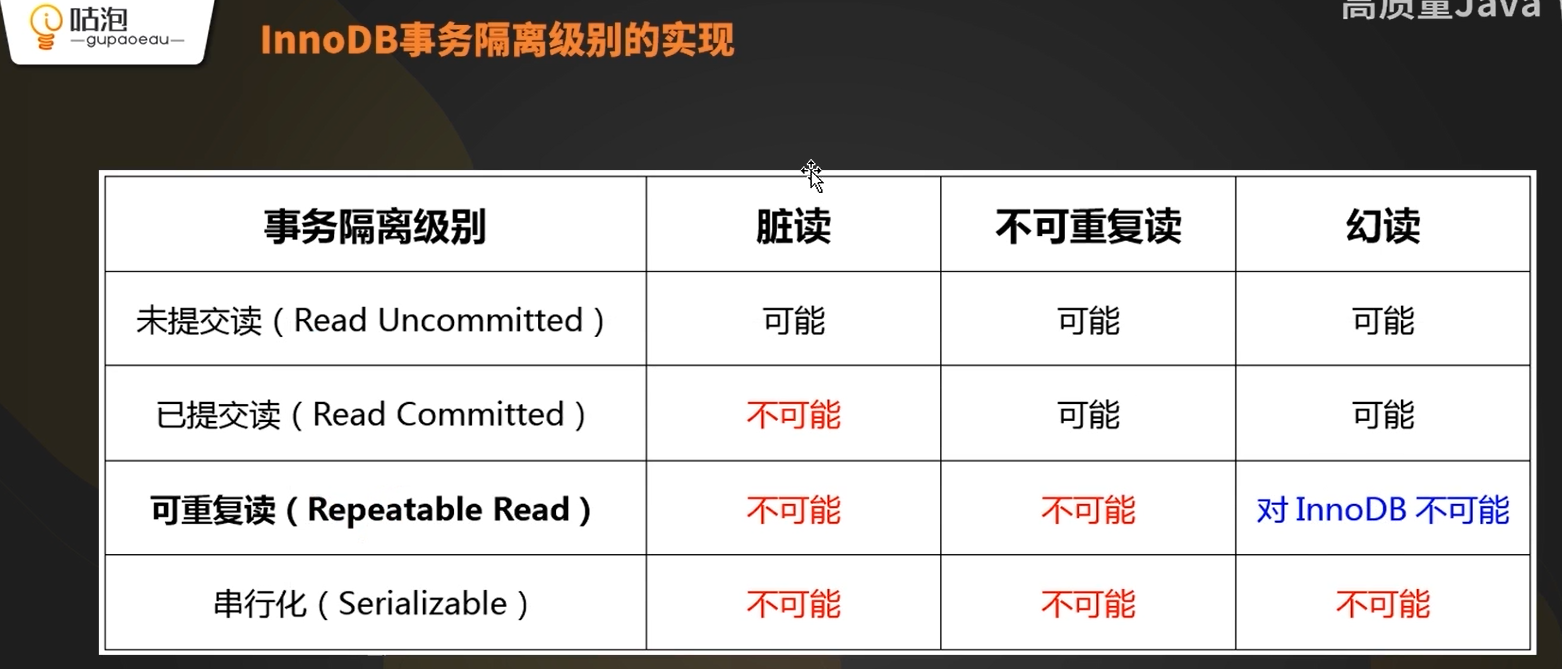 咕泡
—gupaoeau—
高质量Java
InnoDB事务隔离级别的实现
事务隔离级别 脏读 不可重复读 幻读
未提交读（Read Uncommitted） 可能 可能 可能
已提交读（Read Committed） 不可能 可能 可能
可重复读（Repeatable Read） 不可能 不可能 对 InnoDB 不可能
串行化（Serializable） 不可能 不可能 不可能